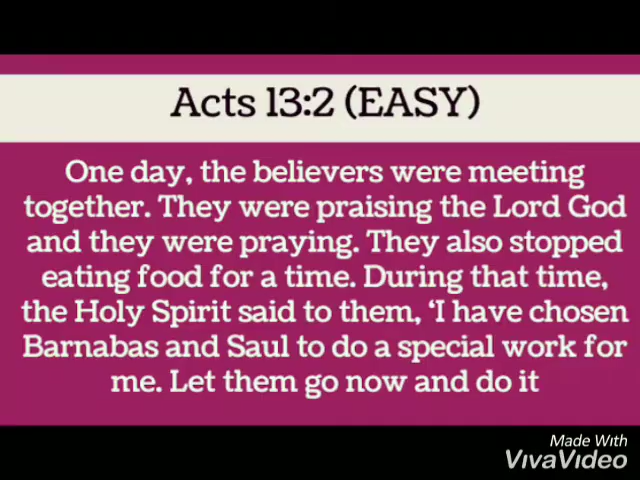 Acts 13:2 (EASY)
One day, the believers were meeting
together. They were praising the Lord God
and they were praying. They also stopped
eating food for a time. During that time,
the Holy Spirit said to them, ‘I have chosen
Barnabas and Saul to do a special work for
me. Let them go now and do it
Made With
VivaVideo